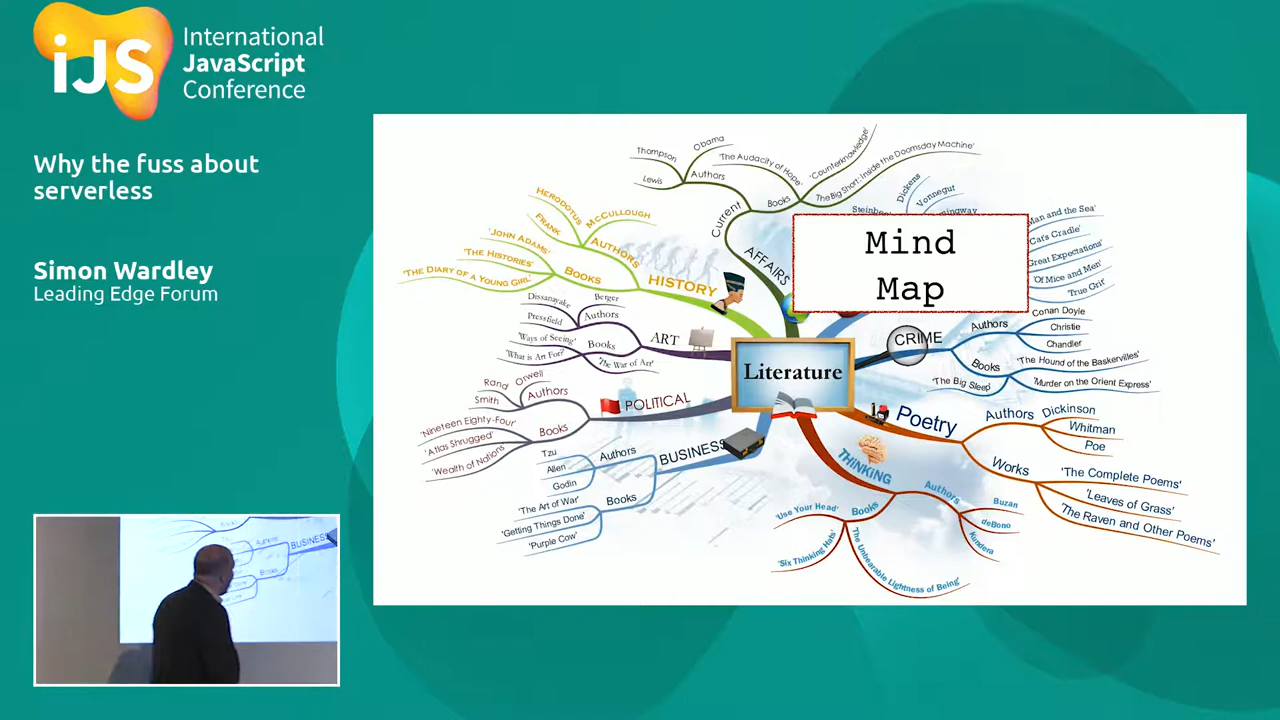 iJS
International
JavaScript
Conference
Why the fuss about
serverless
Simon Wardley
Leading Edge Forum
Mind
Map
Literature
Current
AFFAIRS
Authors
Thompson
Obama
Lewis
Books
'The Audacity of Hope'
'Counterknowledge'
'The Big Short: Inside the Doomsday Machine'
HISTORY
AUTHORS
HERODOTUS
MCCULLOUGH
FRANK
BOOKS
'JOHN ADAMS'
'THE HISTORIES'
'THE DIARY OF A YOUNG GIRL'
ART
Authors
Dissanayake
Berger
Pressfield
Books
'Ways of Seeing'
'What is Art For?'
'The War of Art'
POLITICAL
Authors
Rand
Orwell
Smith
Books
'Nineteen Eighty-Four'
'Atlas Shrugged'
'Wealth of Nations'
BUSINESS
Authors
Tzu
Allen
Godin
Books
'The Art of War'
'Getting Things Done'
'Purple Cow'
Dickens
Vonnegut
Man and the Sea'
'Cat's Cradle'
Great Expectations'
'Of Mice and Men'
'True Grit'
CRIME
Authors
Conan Doyle
Christie
Chandler
Books
'The Hound of the Baskervilles'
'The Big Sleep'
'Murder on the Orient Express'
Poetry
Authors
Dickinson
Whitman
Poe
Works
'The Complete Poems'
'Leaves of Grass'
'The Raven and Other Poems'
THINKING
Authors
Buzan
deBono
Kundera
Books
'Use Your Head'
'Six Thinking Hats'
'The Unbearable Lightness of Being'
BUSINESS
Authors
Books